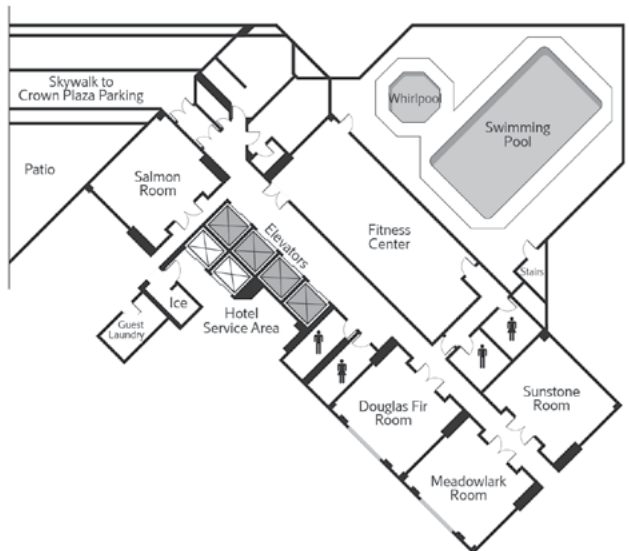 Skywalk to
Crown Plaza Parking
Whirlpool
Swimming
Pool
Patio
Salmon
Room
Elevators
Fitness
Center
Stairs
Ice
Guest
Laundry
Hotel
Service Area
Douglas Fir
Room
Sunstone
Room
Meadowlark
Room